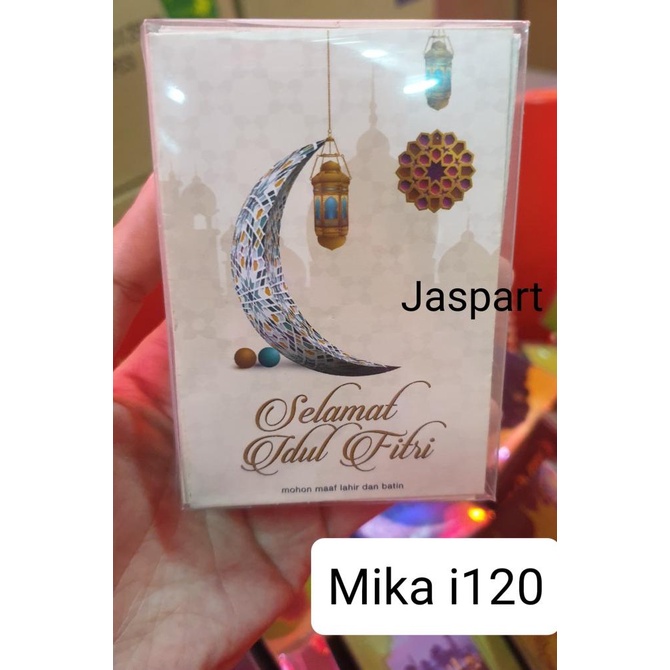 Jaspart
Selamat
Idul Fitri
mohon maaf lahir dan batin
Mika i120